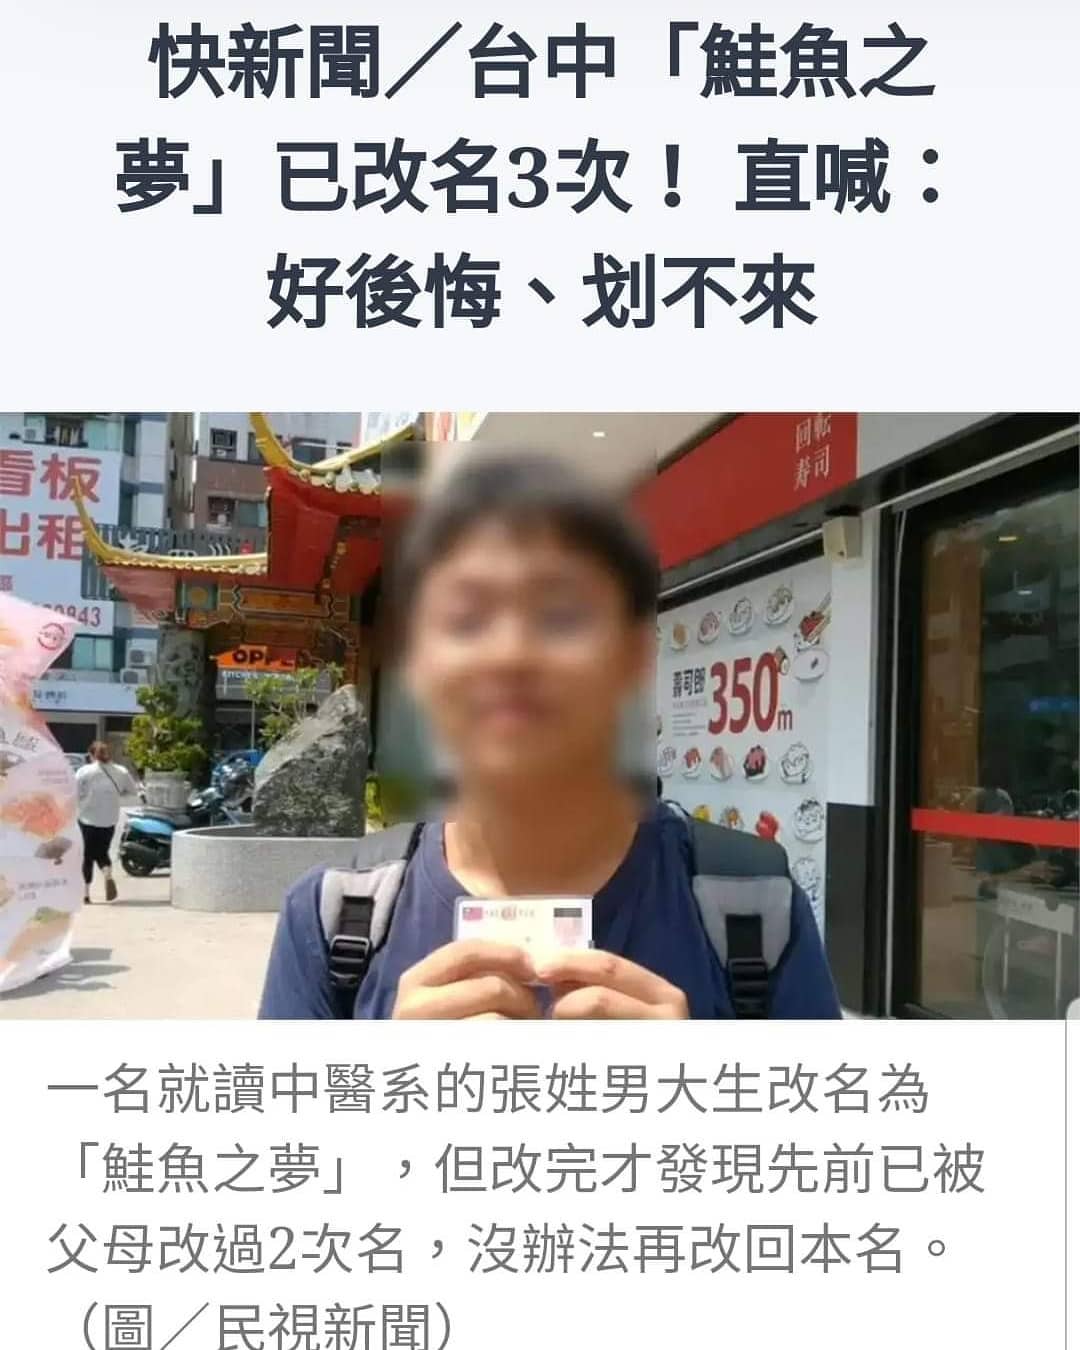 快新聞／台中「鮭魚之
夢」已改名3次！ 直喊：
好後悔、划不來
看板
出租
0843
回転
寿司
OPPE
壽司郎
350m
一名就讀中醫系的張姓男大生改名為
「鮭魚之夢」，但改完才發現先前已被
父母改過2次名，沒辦法再改回本名。
（圖／民視新聞）